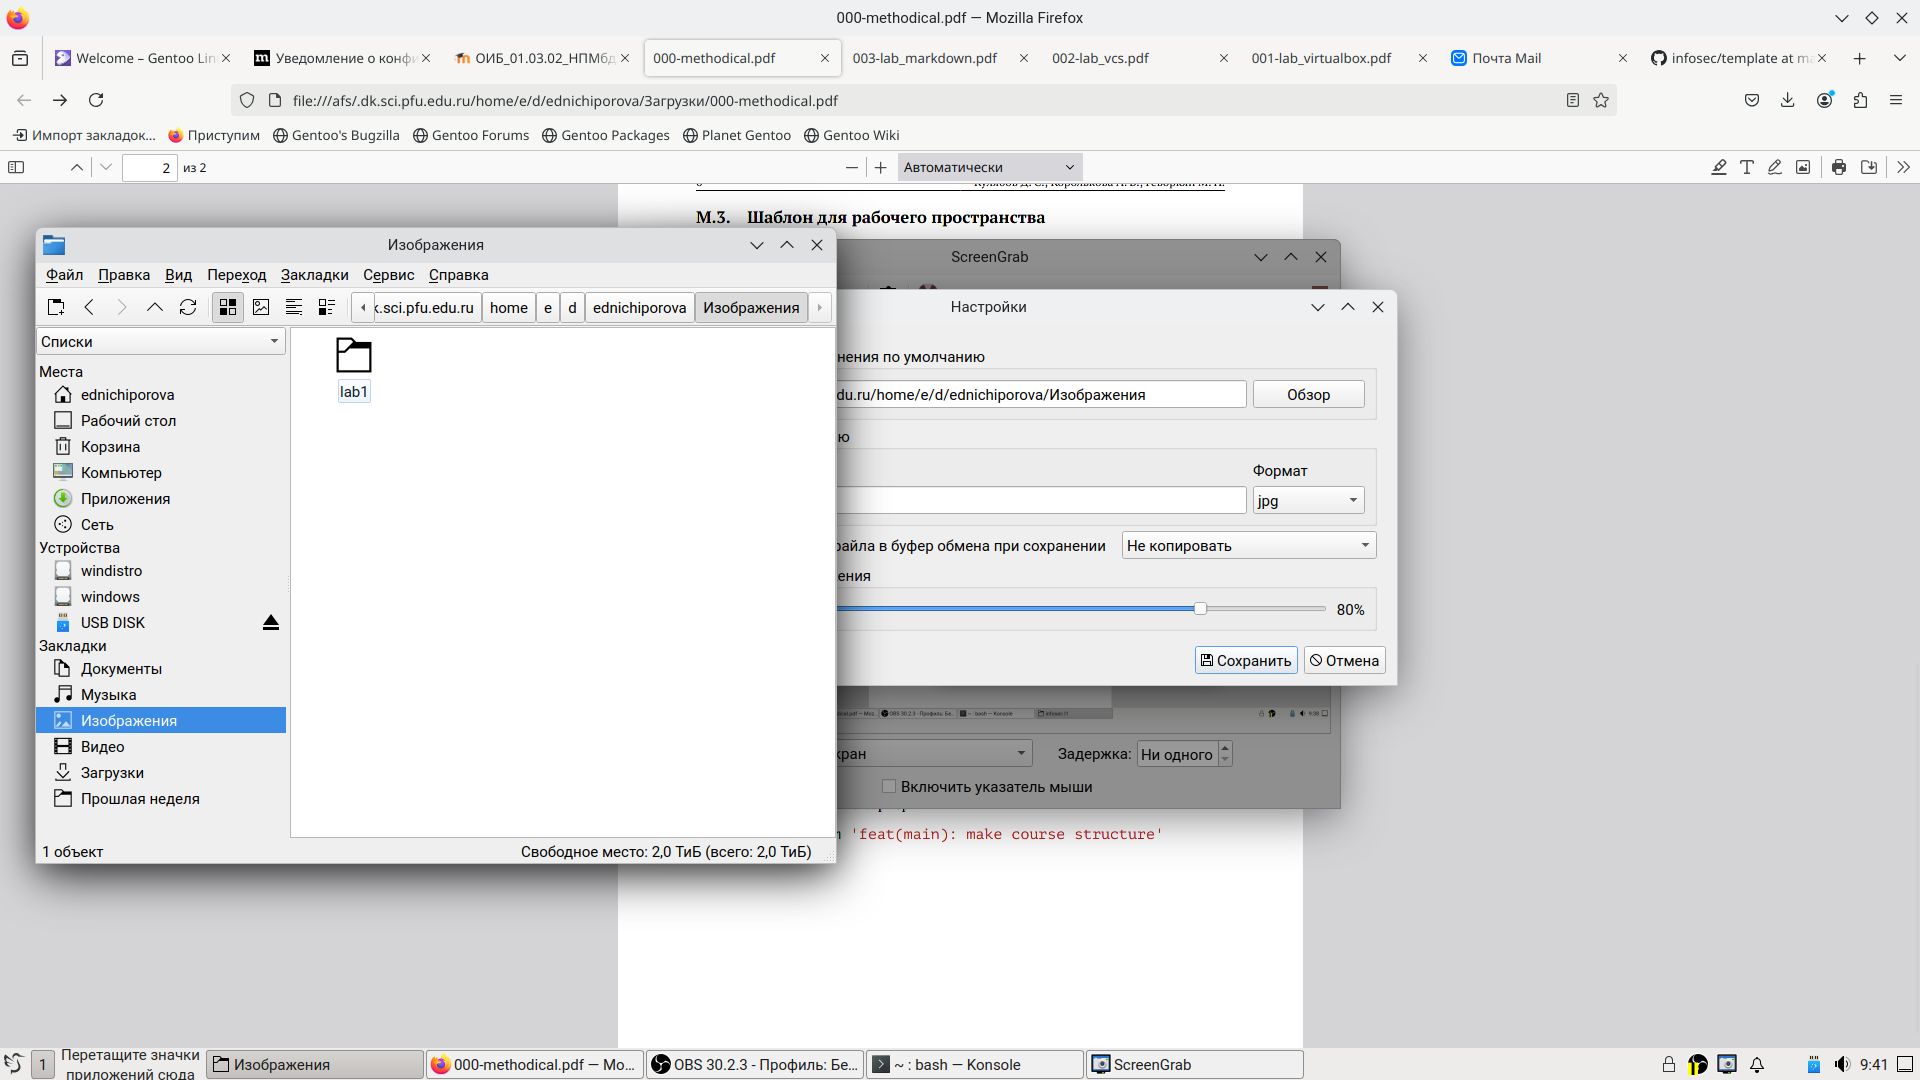 000-methodical.pdf — Mozilla Firefox
Welcome – Gentoo Lin
Уведомление о конфи
ОИБ_01.03.02_НПМбд
000-methodical.pdf
003-lab_markdown.pdf
002-lab_vcs.pdf
001-lab_virtualbox.pdf
Почта Mail
infosec/template at ma
file:///afs/.dk.sci.pfu.edu.ru/home/e/d/ednichiporova/Загрузки/000-methodical.pdf
Импорт закладок...
Приступим
Gentoo's Bugzilla
Gentoo Forums
Gentoo Packages
Planet Gentoo
Gentoo Wiki
2
из 2
Автоматически
М.3. Шаблон для рабочего пространства
Изображения
Файл Правка Вид Переход Закладки Сервис Справка
k.sci.pfu.edu.ru home e d ednichiporova Изображения
Списки
Места
ednichiporova
Рабочий стол
Корзина
Компьютер
Приложения
Сеть
Устройства
windistro
windows
USB DISK
Закладки
Документы
Музыка
Изображения
Видео
Загрузки
Прошлая неделя
lab1
1 объект
Свободное место: 2,0 ТиБ (всего: 2,0 ТиБ)
ScreenGrab
Настройки
нения по умолчанию
du.ru/home/e/d/ednichiporova/Изображения
Обзор
ю
Формат
jpg
райла в буфер обмена при сохранении
Не копировать
ения
80%
Сохранить
Отмена
кран
Задержка:
Ни одного
Включить указатель мыши
'feat(main): make course structure'
1
Перетащите значки
приложений сюда
Изображения
000-methodical.pdf — Mo...
OBS 30.2.3 - Профиль: Бе...
~ : bash — Konsole
ScreenGrab
9:41